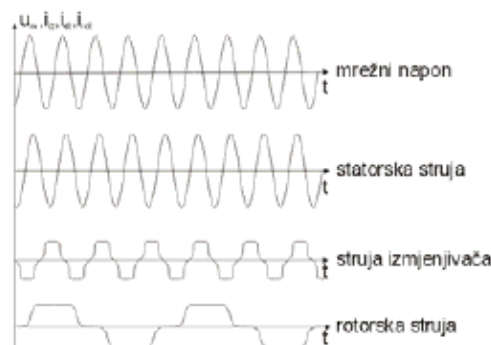 mrežni napon
t
statorska struja
t
struja izmjenjivača
t
rotorska struja
t